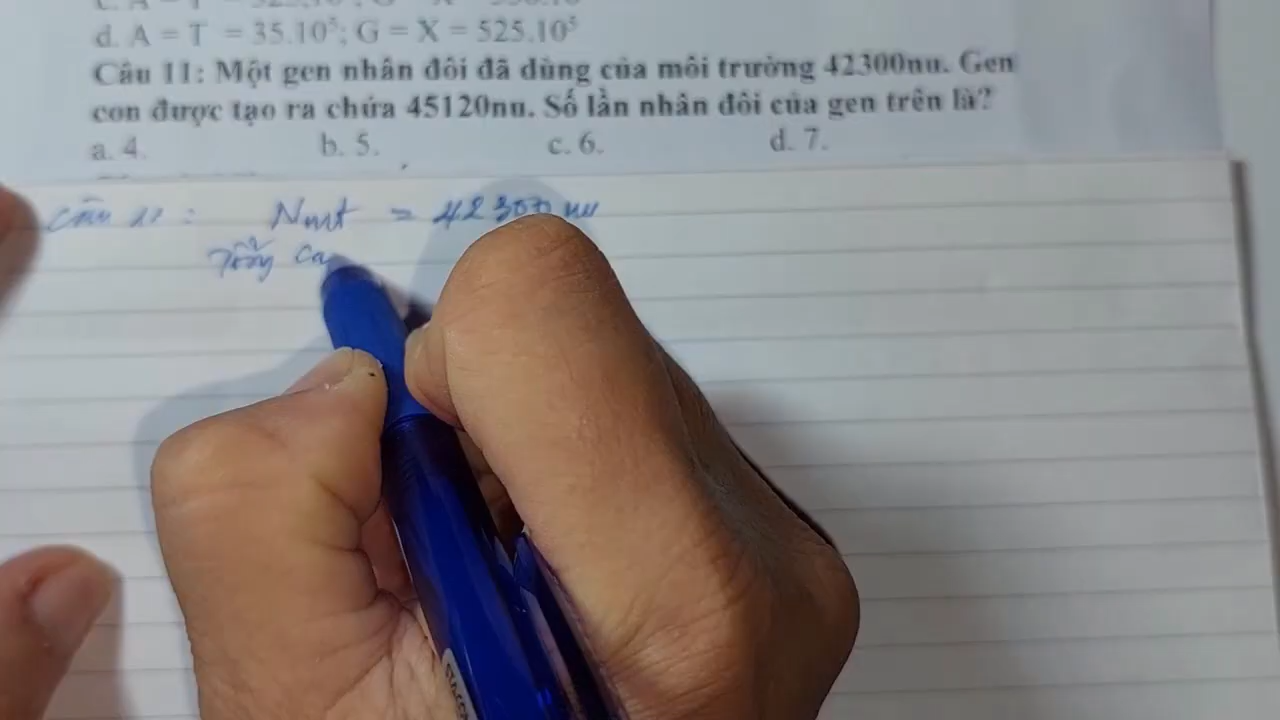 d. A = T = 35.10⁵; G = X = 525.10⁵
Câu 11: Một gen nhân đôi đã dùng của môi trường 42300nu. Gen
con được tạo ra chứa 45120nu. Số lần nhân đôi của gen trên là?
a. 4. b. 5. c. 6. d. 7.
Câu 11 : Nmt = 42300 nu
Tổng